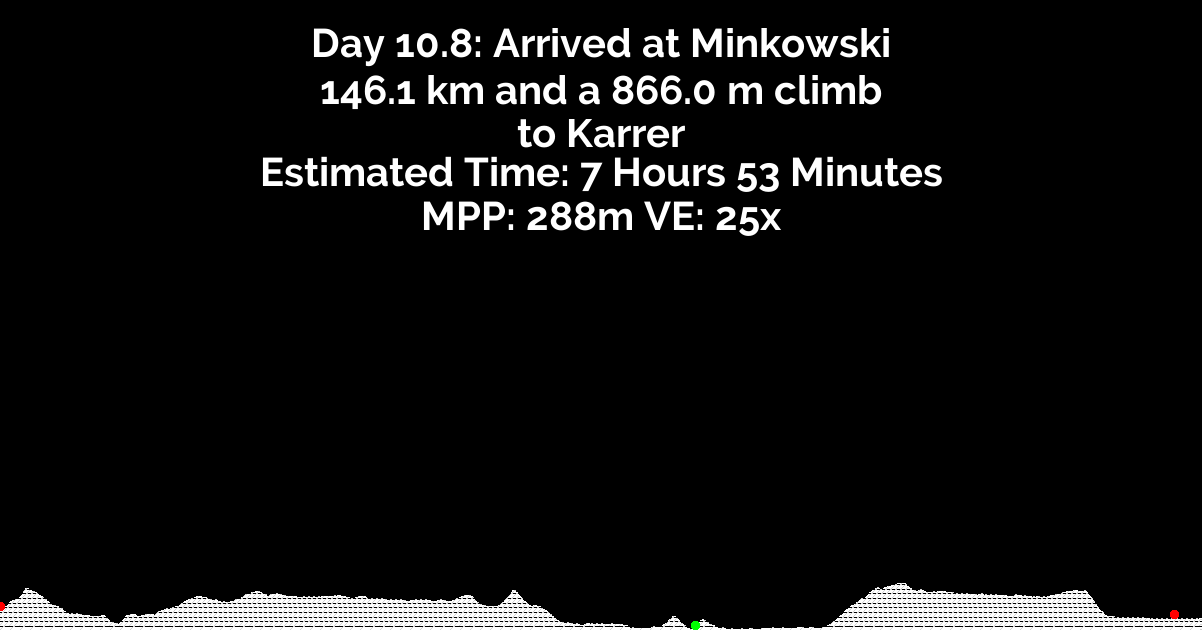 Day 10.8: Arrived at Minkowski
146.1 km and a 866.0 m climb
to Karrer
Estimated Time: 7 Hours 53 Minutes
MPP: 288m VE: 25x